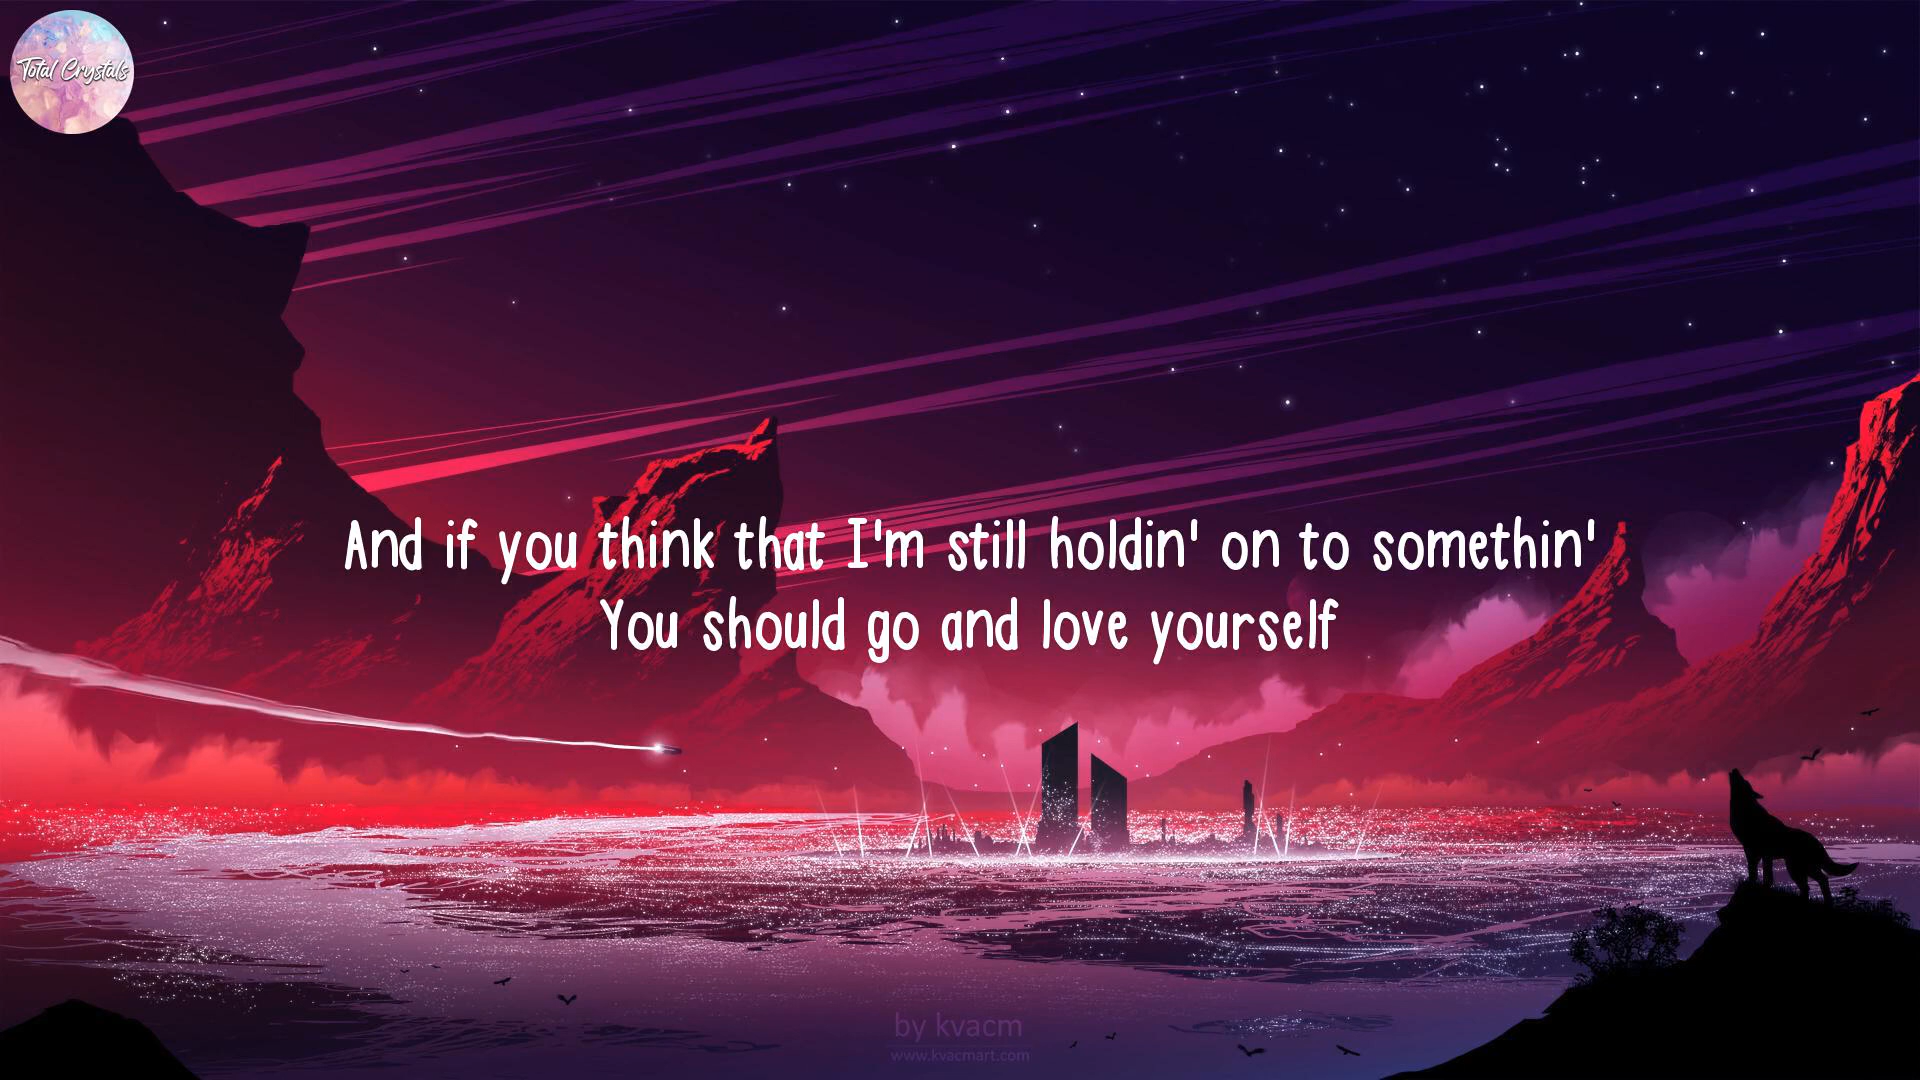 Total Crystals
And if you think that I'm still holdin' on to somethin'
You should go and love yourself
by kvacm
www.kvacmart.com